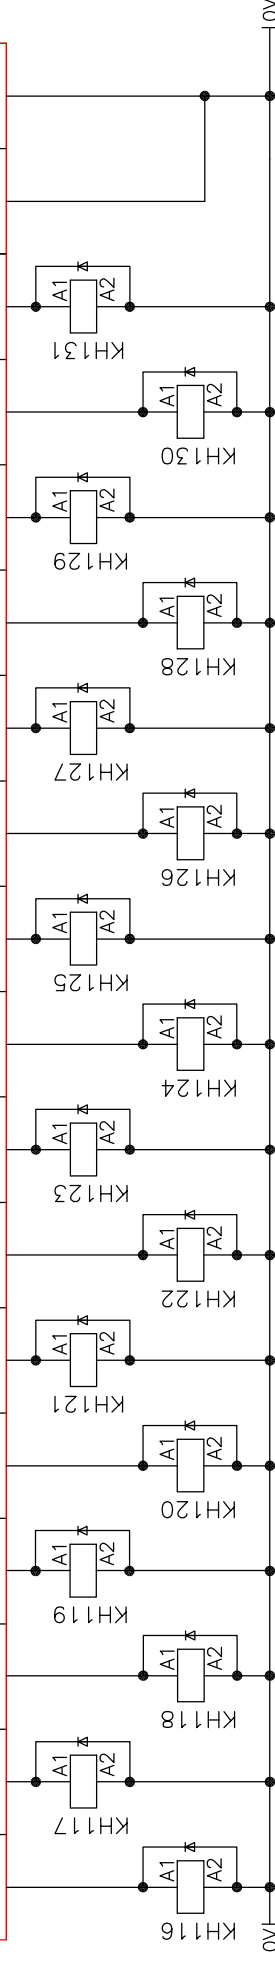 0V
A1 A2
KH131
A1 A2
KH130
A1 A2
KH129
A1 A2
KH128
A1 A2
KH127
A1 A2
KH126
A1 A2
KH125
A1 A2
KH124
A1 A2
KH123
A1 A2
KH122
A1 A2
KH121
A1 A2
KH120
A1 A2
KH119
A1 A2
KH118
A1 A2
KH117
A1 A2
KH116
0V